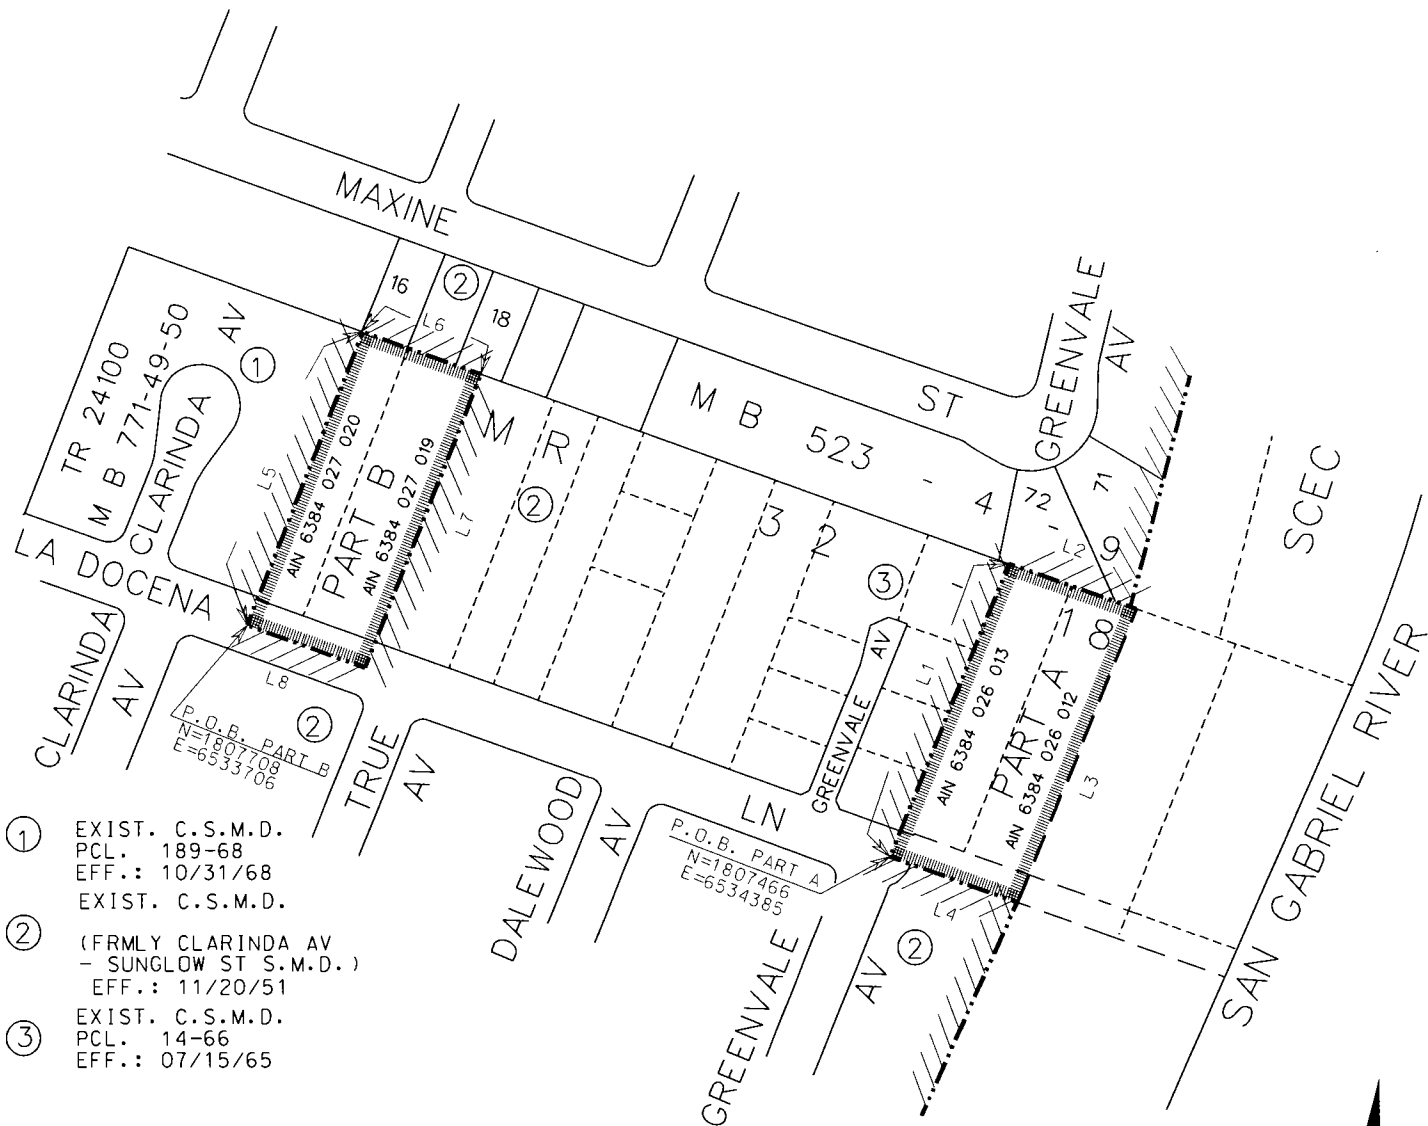 MAXINE
ST
GREENVALE
AV
16
2
18
L6
TR 24100
M B 771-49-50
CLARINDA
AV
1
L5
AIN 6384 027 020
PART B
AIN 6384 027 019
L7
M R
2
M B 523 - 4
72
71
L2
9
-
3 2
-
18
3
SCEC
LA DOCENA
LN
CLARINDA
AV
CLARINDA
L8
2
P.O.B. PART B
N=1807708
E=6533706
TRUE
AV
DALEWOOD
AV
GREENVALE
AV
L1
AIN 6384 026 013
PART A
AIN 6384 026 012
L3
P.O.B. PART A
N=1807466
E=6534385
L4
2
GREENVALE
AV
SAN GABRIEL RIVER
1
EXIST. C.S.M.D.
PCL. 189-68
EFF.: 10/31/68
EXIST. C.S.M.D.
2
(FRMLY CLARINDA AV
- SUNGLOW ST S.M.D.)
EFF.: 11/20/51
EXIST. C.S.M.D.
3
PCL. 14-66
EFF.: 07/15/65